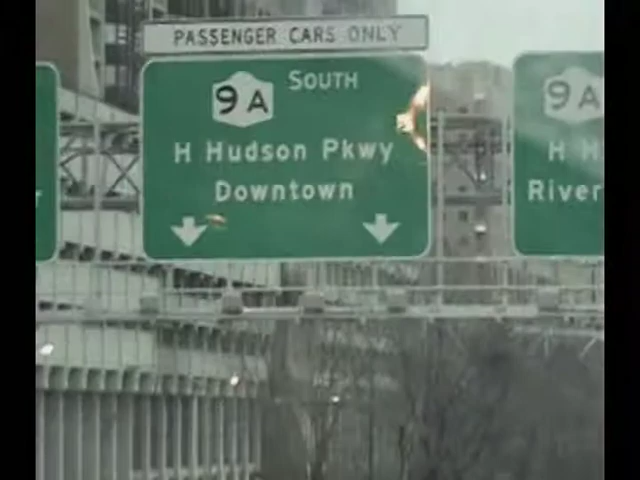 PASSENGER CARS ONLY
9A SOUTH
H Hudson Pkwy
Downtown
9A
H H
River